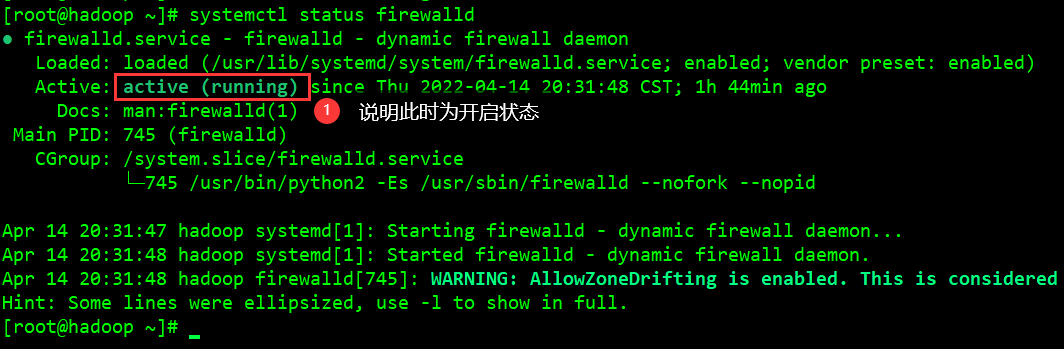 [root@hadoop ~]# systemctl status firewalld
● firewalld.service - firewalld - dynamic firewall daemon
Loaded: loaded (/usr/lib/systemd/system/firewalld.service; enabled; vendor preset: enabled)
Active: active (running) since Thu 2022-04-14 20:31:48 CST; 1h 44min ago
Docs: man:firewalld(1) 1 说明此时为开启状态
Main PID: 745 (firewalld)
CGroup: /system.slice/firewalld.service
└─745 /usr/bin/python2 -Es /usr/sbin/firewalld --nofork --nopid
Apr 14 20:31:47 hadoop systemd[1]: Starting firewalld - dynamic firewall daemon...
Apr 14 20:31:48 hadoop systemd[1]: Started firewalld - dynamic firewall daemon.
Apr 14 20:31:48 hadoop firewalld[745]: WARNING: AllowZoneDrifting is enabled. This is considered
Hint: Some lines were ellipsized, use -l to show in full.
[root@hadoop ~]#